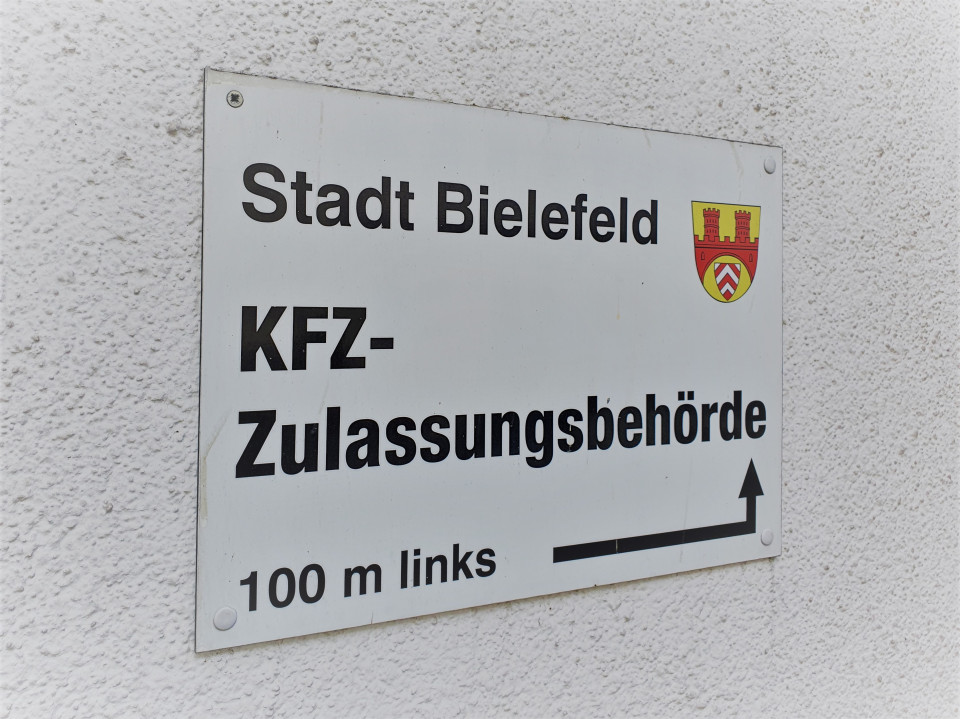 Stadt Bielefeld
KFZ-
Zulassungsbehörde
100 m links